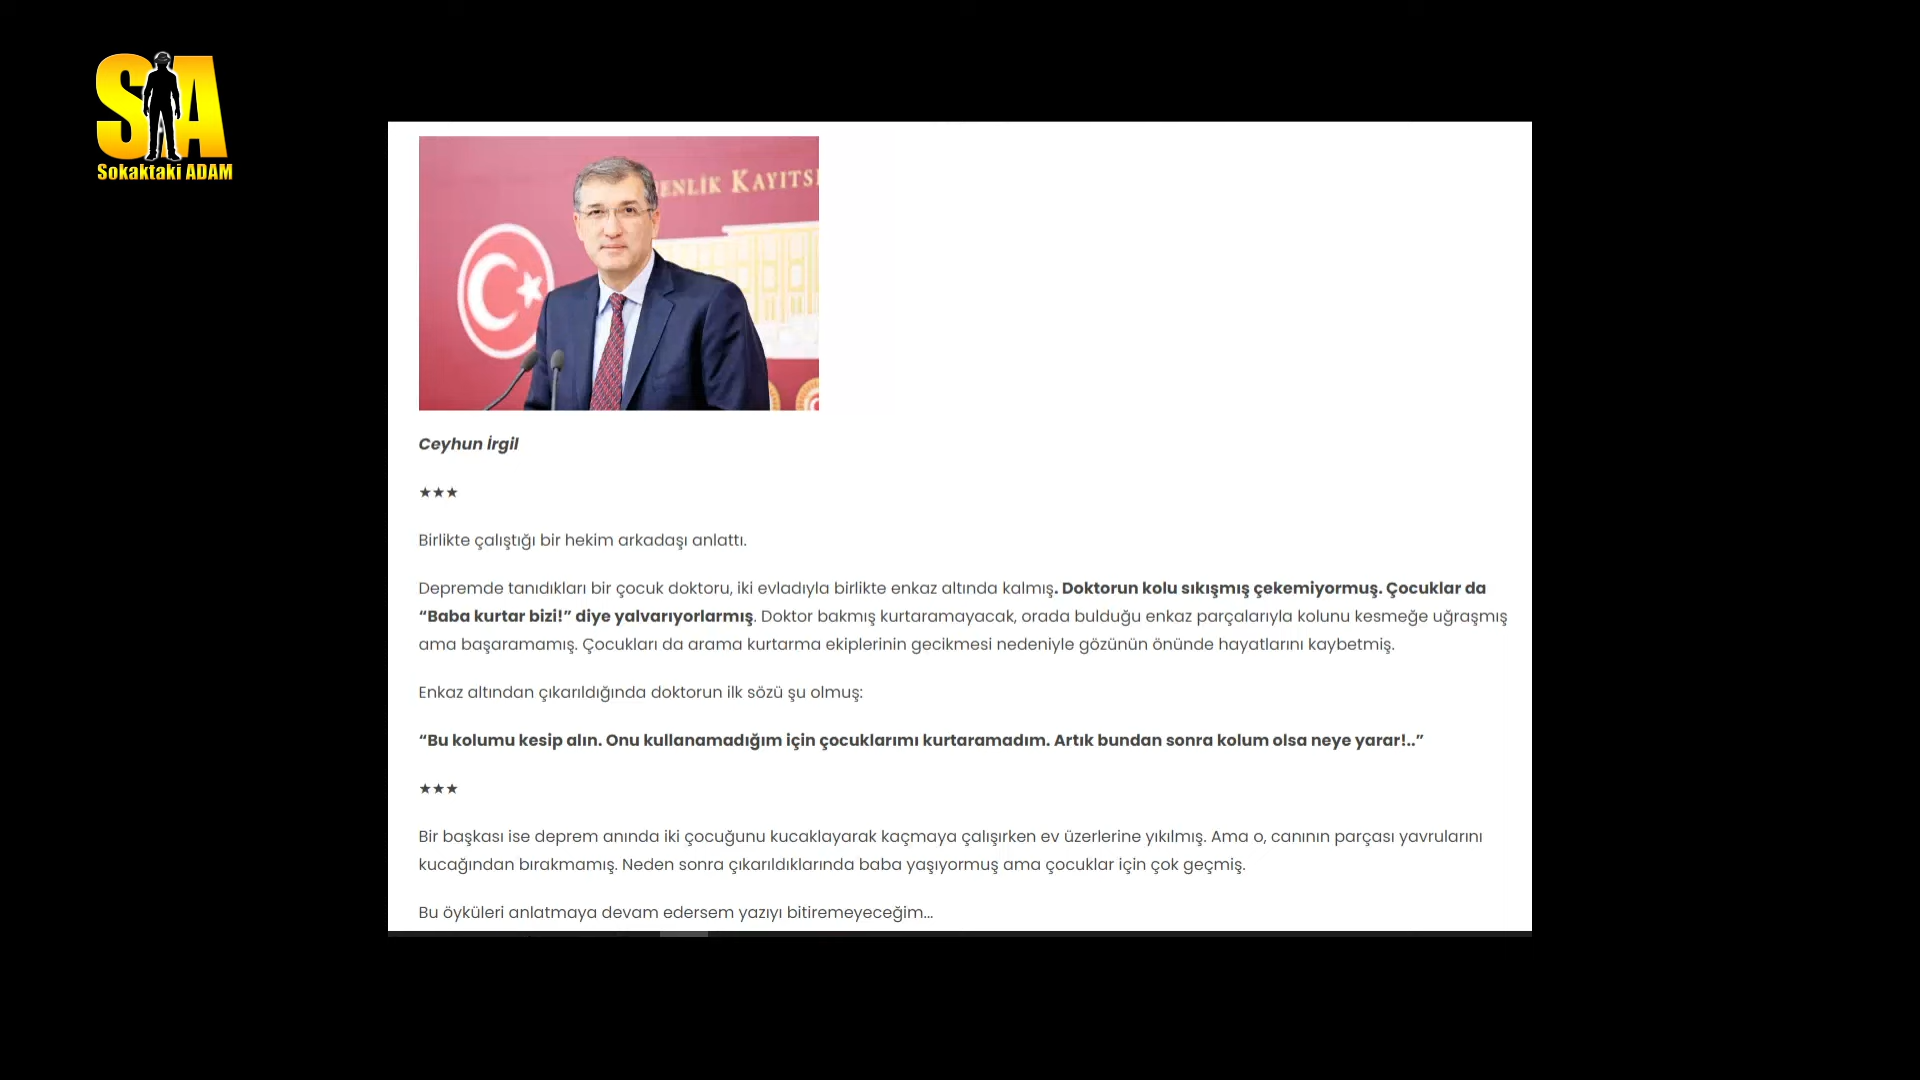 SA
Sokaktaki ADAM
ENLİK KAYITS
Ceyhun İrgil
★★★
Birlikte çalıştığı bir hekim arkadaşı anlattı.
Depremde tanıdıkları bir çocuk doktoru, iki evladıyla birlikte enkaz altında kalmış. Doktorun kolu sıkışmış çekemiyormuş. Çocuklar da
“Baba kurtar bizi!” diye yalvarıyorlarmış. Doktor bakmış kurtaramayacak, orada bulduğu enkaz parçalarıyla kolunu kesmeğe uğraşmış
ama başaramamış. Çocukları da arama kurtarma ekiplerinin gecikmesi nedeniyle gözünün önünde hayatlarını kaybetmiş.
Enkaz altından çıkarıldığında doktorun ilk sözü şu olmuş:
“Bu kolumu kesip alın. Onu kullanamadığım için çocuklarımı kurtaramadım. Artık bundan sonra kolum olsa neye yarar!..”
★★★
Bir başkası ise deprem anında iki çocuğunu kucaklayarak kaçmaya çalışırken ev üzerlerine yıkılmış. Ama o, canının parçası yavrularını
kucağından bırakmamış. Neden sonra çıkarıldıklarında baba yaşıyormuş ama çocuklar için çok geçmiş.
Bu öyküleri anlatmaya devam edersem yazıyı bitiremeyeceğim...